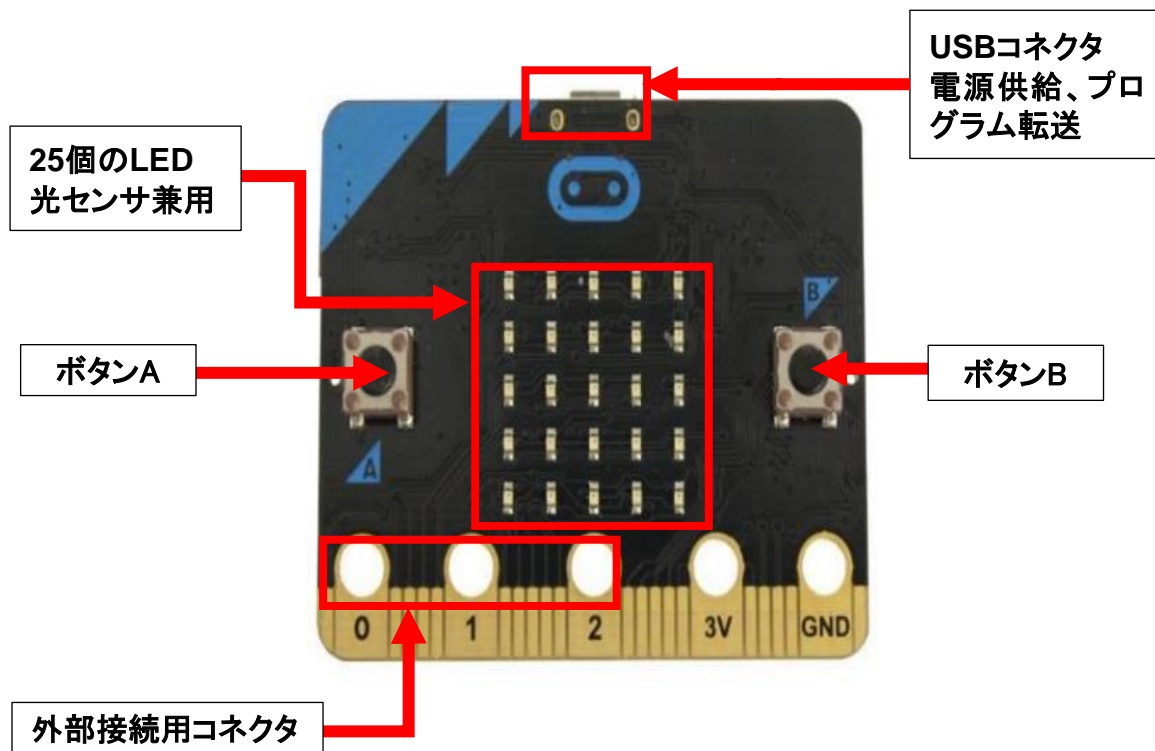 USBコネクタ
電源供給、プロ
グラム転送
25個のLED
光センサ兼用
ボタンA
B
ボタンB
A
0 1 2 3V GND
外部接続用コネクタ